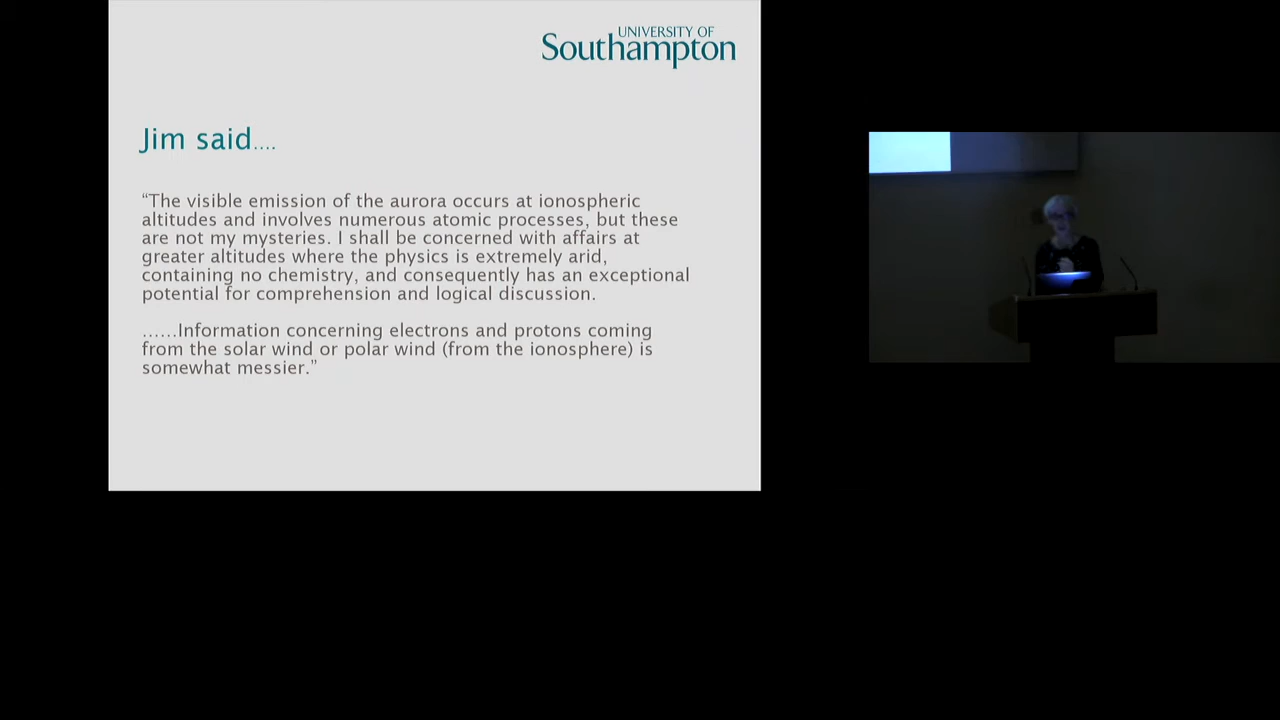 UNIVERSITY OF
Southampton
Jim said....
“The visible emission of the aurora occurs at ionospheric
altitudes and involves numerous atomic processes, but these
are not my mysteries. I shall be concerned with affairs at
greater altitudes where the physics is extremely arid,
containing no chemistry, and consequently has an exceptional
potential for comprehension and logical discussion.
......Information concerning electrons and protons coming
from the solar wind or polar wind (from the ionosphere) is
somewhat messier.”